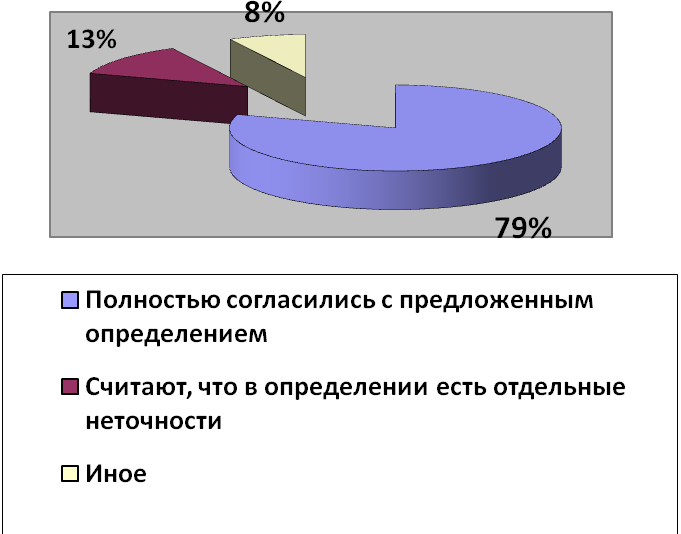 8%
13%
79%
Полностью согласились с предложенным
определением
Считают, что в определении есть отдельные
неточности
Иное